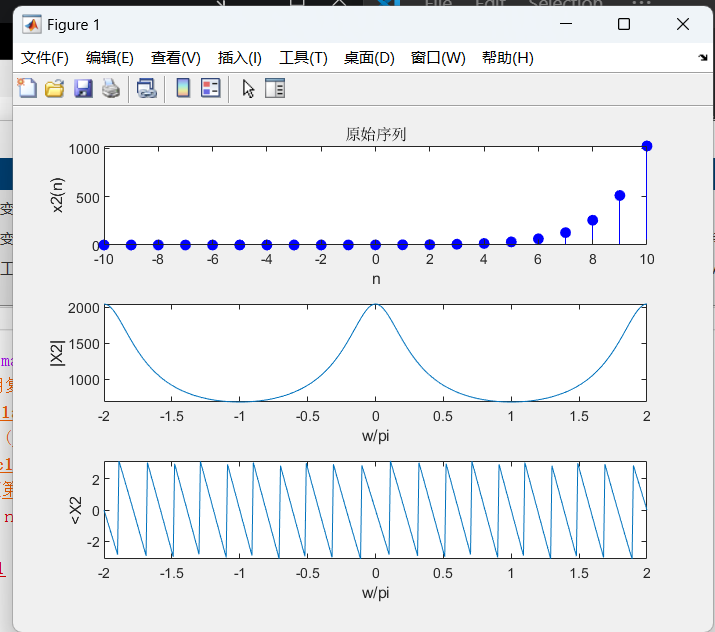 File Edit Selection ...
Figure 1
文件(F) 编辑(E) 查看(V) 插入(I) 工具(T) 桌面(D) 窗口(W) 帮助(H)
原始序列
1000
500
0
x2(n)
-10 -8 -6 -4 -2 0 2 4 6 8 10
n
2000
1500
1000
|X2|
-2 -1.5 -1 -0.5 0 0.5 1 1.5 2
w/pi
2
0
-2
<X2
-2 -1.5 -1 -0.5 0 0.5 1 1.5 2
w/pi